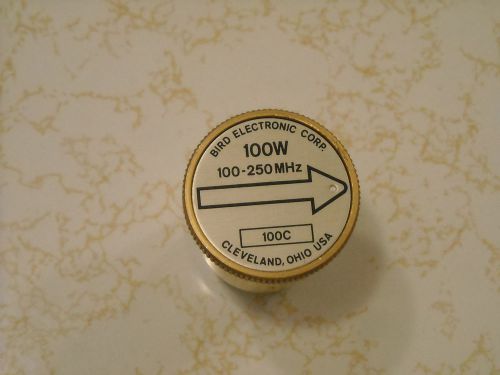 BIRD ELECTRONIC CORP.
100W
100-250MHz
100C
CLEVELAND, OHIO USA